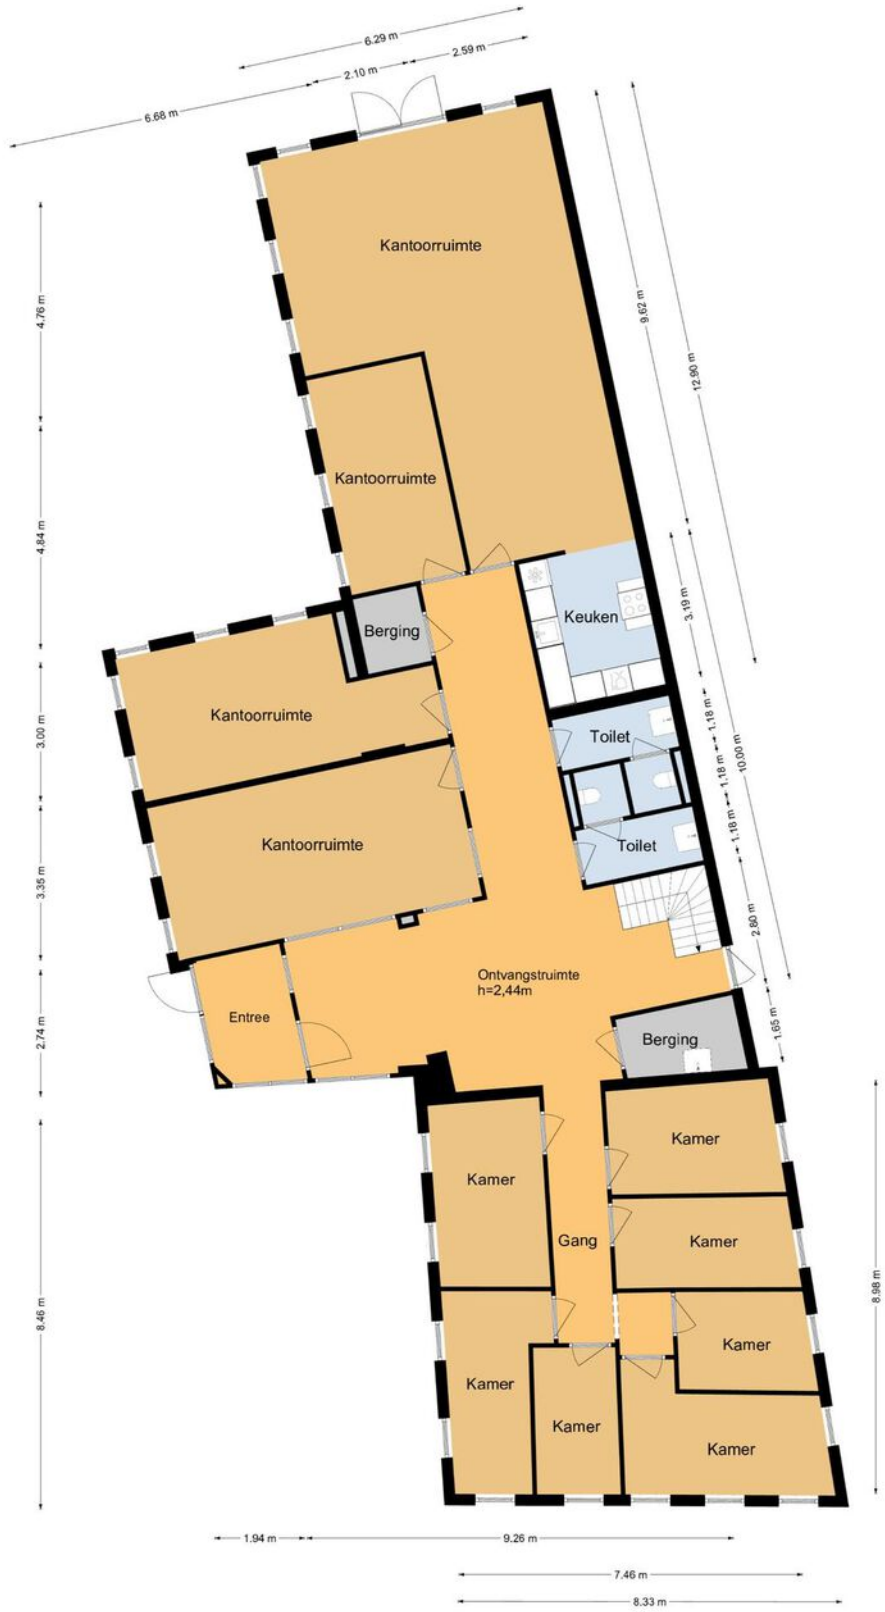 6.29 m
2.10 m
2.59 m
6.68 m
4.76 m
4.84 m
3.00 m
3.35 m
2.74 m
8.46 m
Kantoorruimte
Kantoorruimte
Berging
Keuken
Kantoorruimte
Toilet
Kantoorruimte
Toilet
Ontvangstruimte
h=2,44m
Entree
Berging
Kamer
Kamer
Gang
Kamer
Kamer
Kamer
Kamer
Kamer
9.62 m
12.90 m
3.19 m
1.18 m
1.18 m
1.18 m
10.00 m
2.80 m
1.65 m
8.98 m
1.94 m
9.26 m
7.46 m
8.33 m